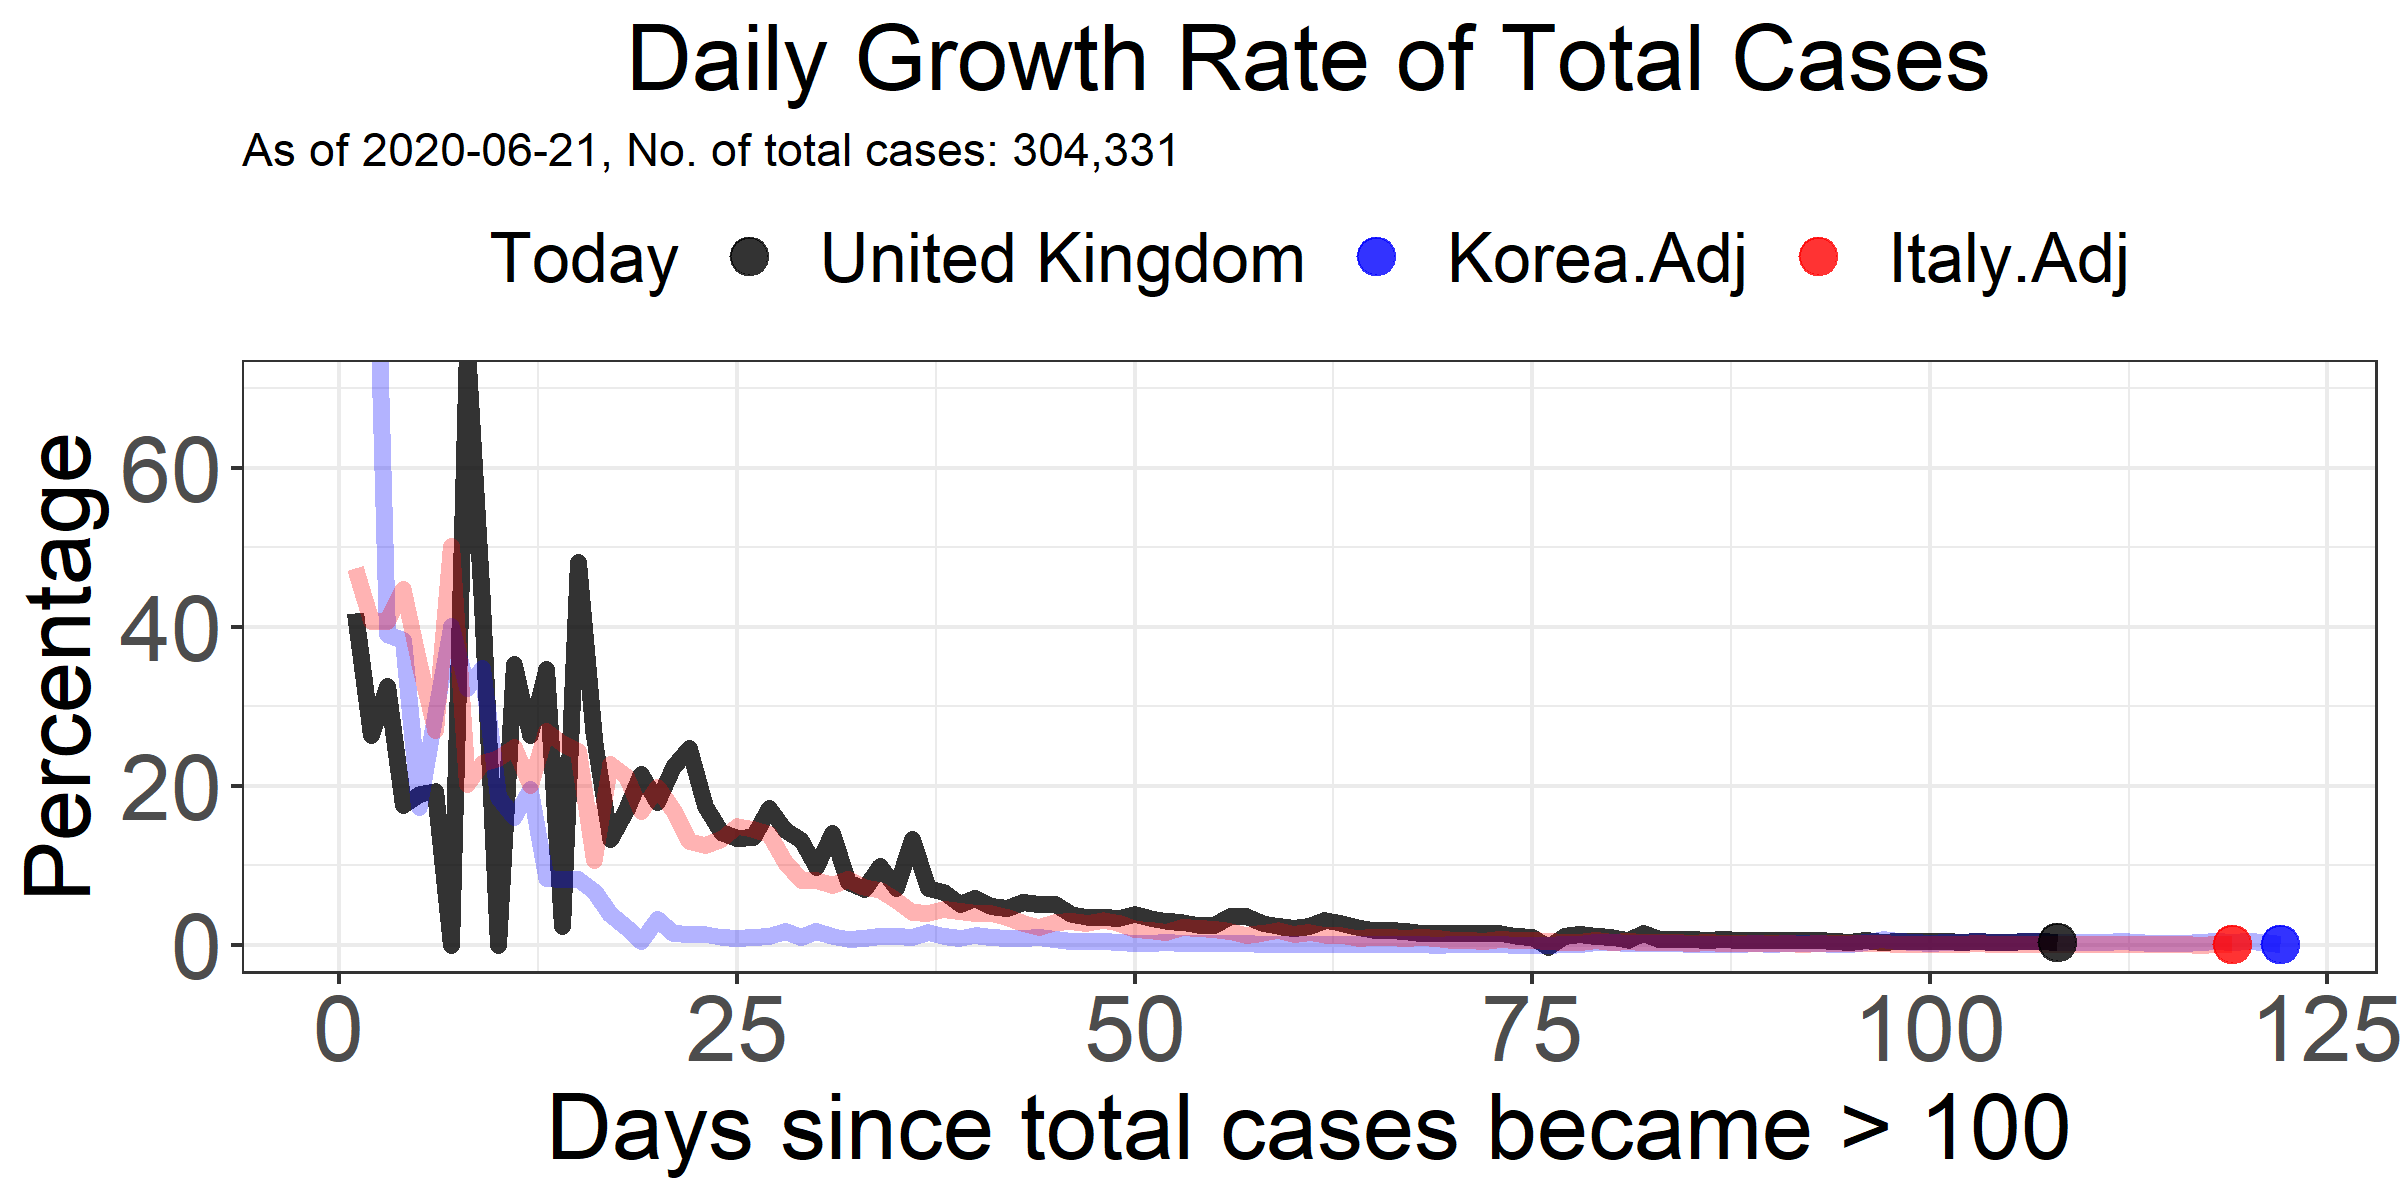 Daily Growth Rate of Total Cases
As of 2020-06-21, No. of total cases: 304,331
Today United Kingdom Korea.Adj Italy.Adj
Percentage
60
40
20
0
0 25 50 75 100 125
Days since total cases became > 100